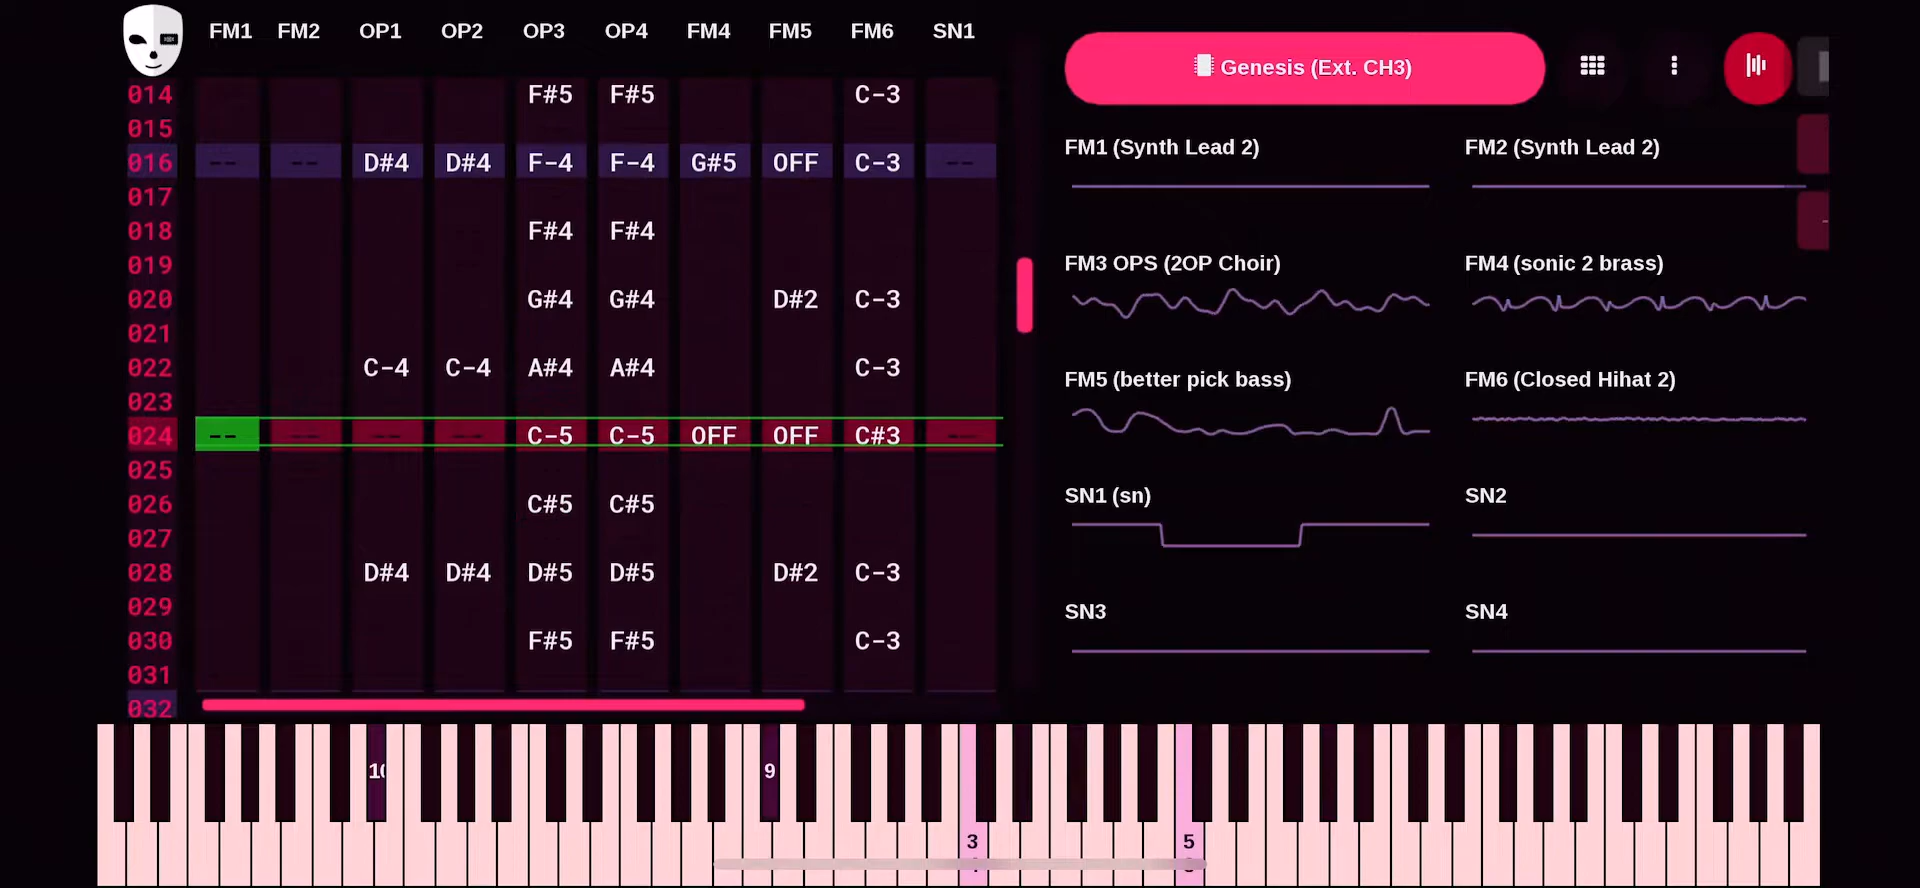 FM1 FM2 OP1 OP2 OP3 OP4 FM4 FM5 FM6 SN1
014 F#5 F#5 C-3
015
016 -- -- D#4 D#4 F-4 F-4 G#5 OFF C-3 --
017
018 F#4 F#4
019
020 G#4 G#4 D#2 C-3
021
022 C-4 C-4 A#4 A#4 C-3
023
024 -- -- -- -- C-5 C-5 OFF OFF C#3 --
025
026 C#5 C#5
027
028 D#4 D#4 D#5 D#5 D#2 C-3
029
030 F#5 F#5 C-3
031
032
Genesis (Ext. CH3)
FM1 (Synth Lead 2) FM2 (Synth Lead 2)
FM3 OPS (2OP Choir) FM4 (sonic 2 brass)
FM5 (better pick bass) FM6 (Closed Hihat 2)
SN1 (sn) SN2
SN3 SN4
10 9
3 5